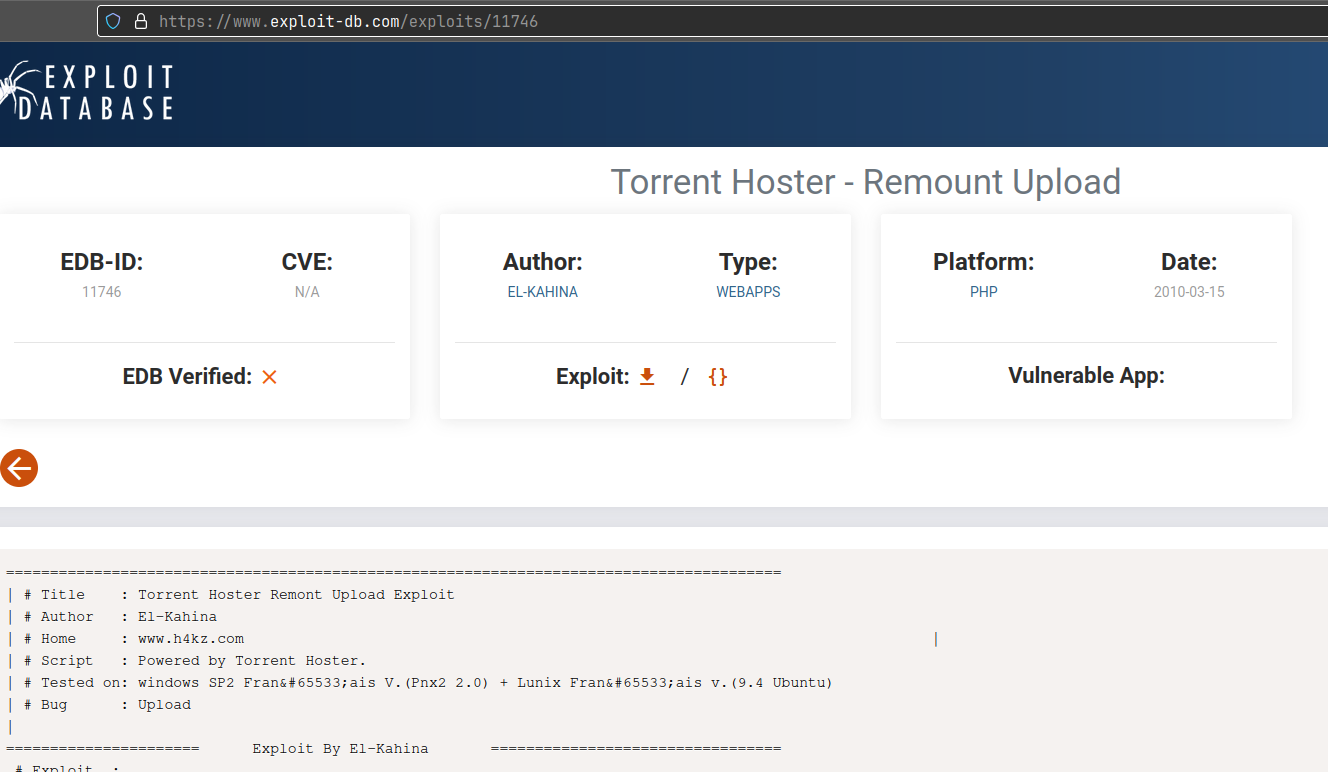 https://www.exploit-db.com/exploits/11746
EXPLOIT
DATABASE
Torrent Hoster - Remount Upload
EDB-ID:
11746
CVE:
N/A
EDB Verified:
Author:
EL-KAHINA
Type:
WEBAPPS
Exploit: / {}
Platform:
PHP
Date:
2010-03-15
Vulnerable App:
========================================================================================
| # Title    : Torrent Hoster Remont Upload Exploit
| # Author   : El-Kahina
| # Home     : www.h4kz.com                                                                               |
| # Script   : Powered by Torrent Hoster.
| # Tested on: windows SP2 Fran&#65533;ais V.(Pnx2 2.0) + Lunix Fran&#65533;ais v.(9.4 Ubuntu)
| # Bug      : Upload
|
======================      Exploit By El-Kahina       =================================
# Exploit  :